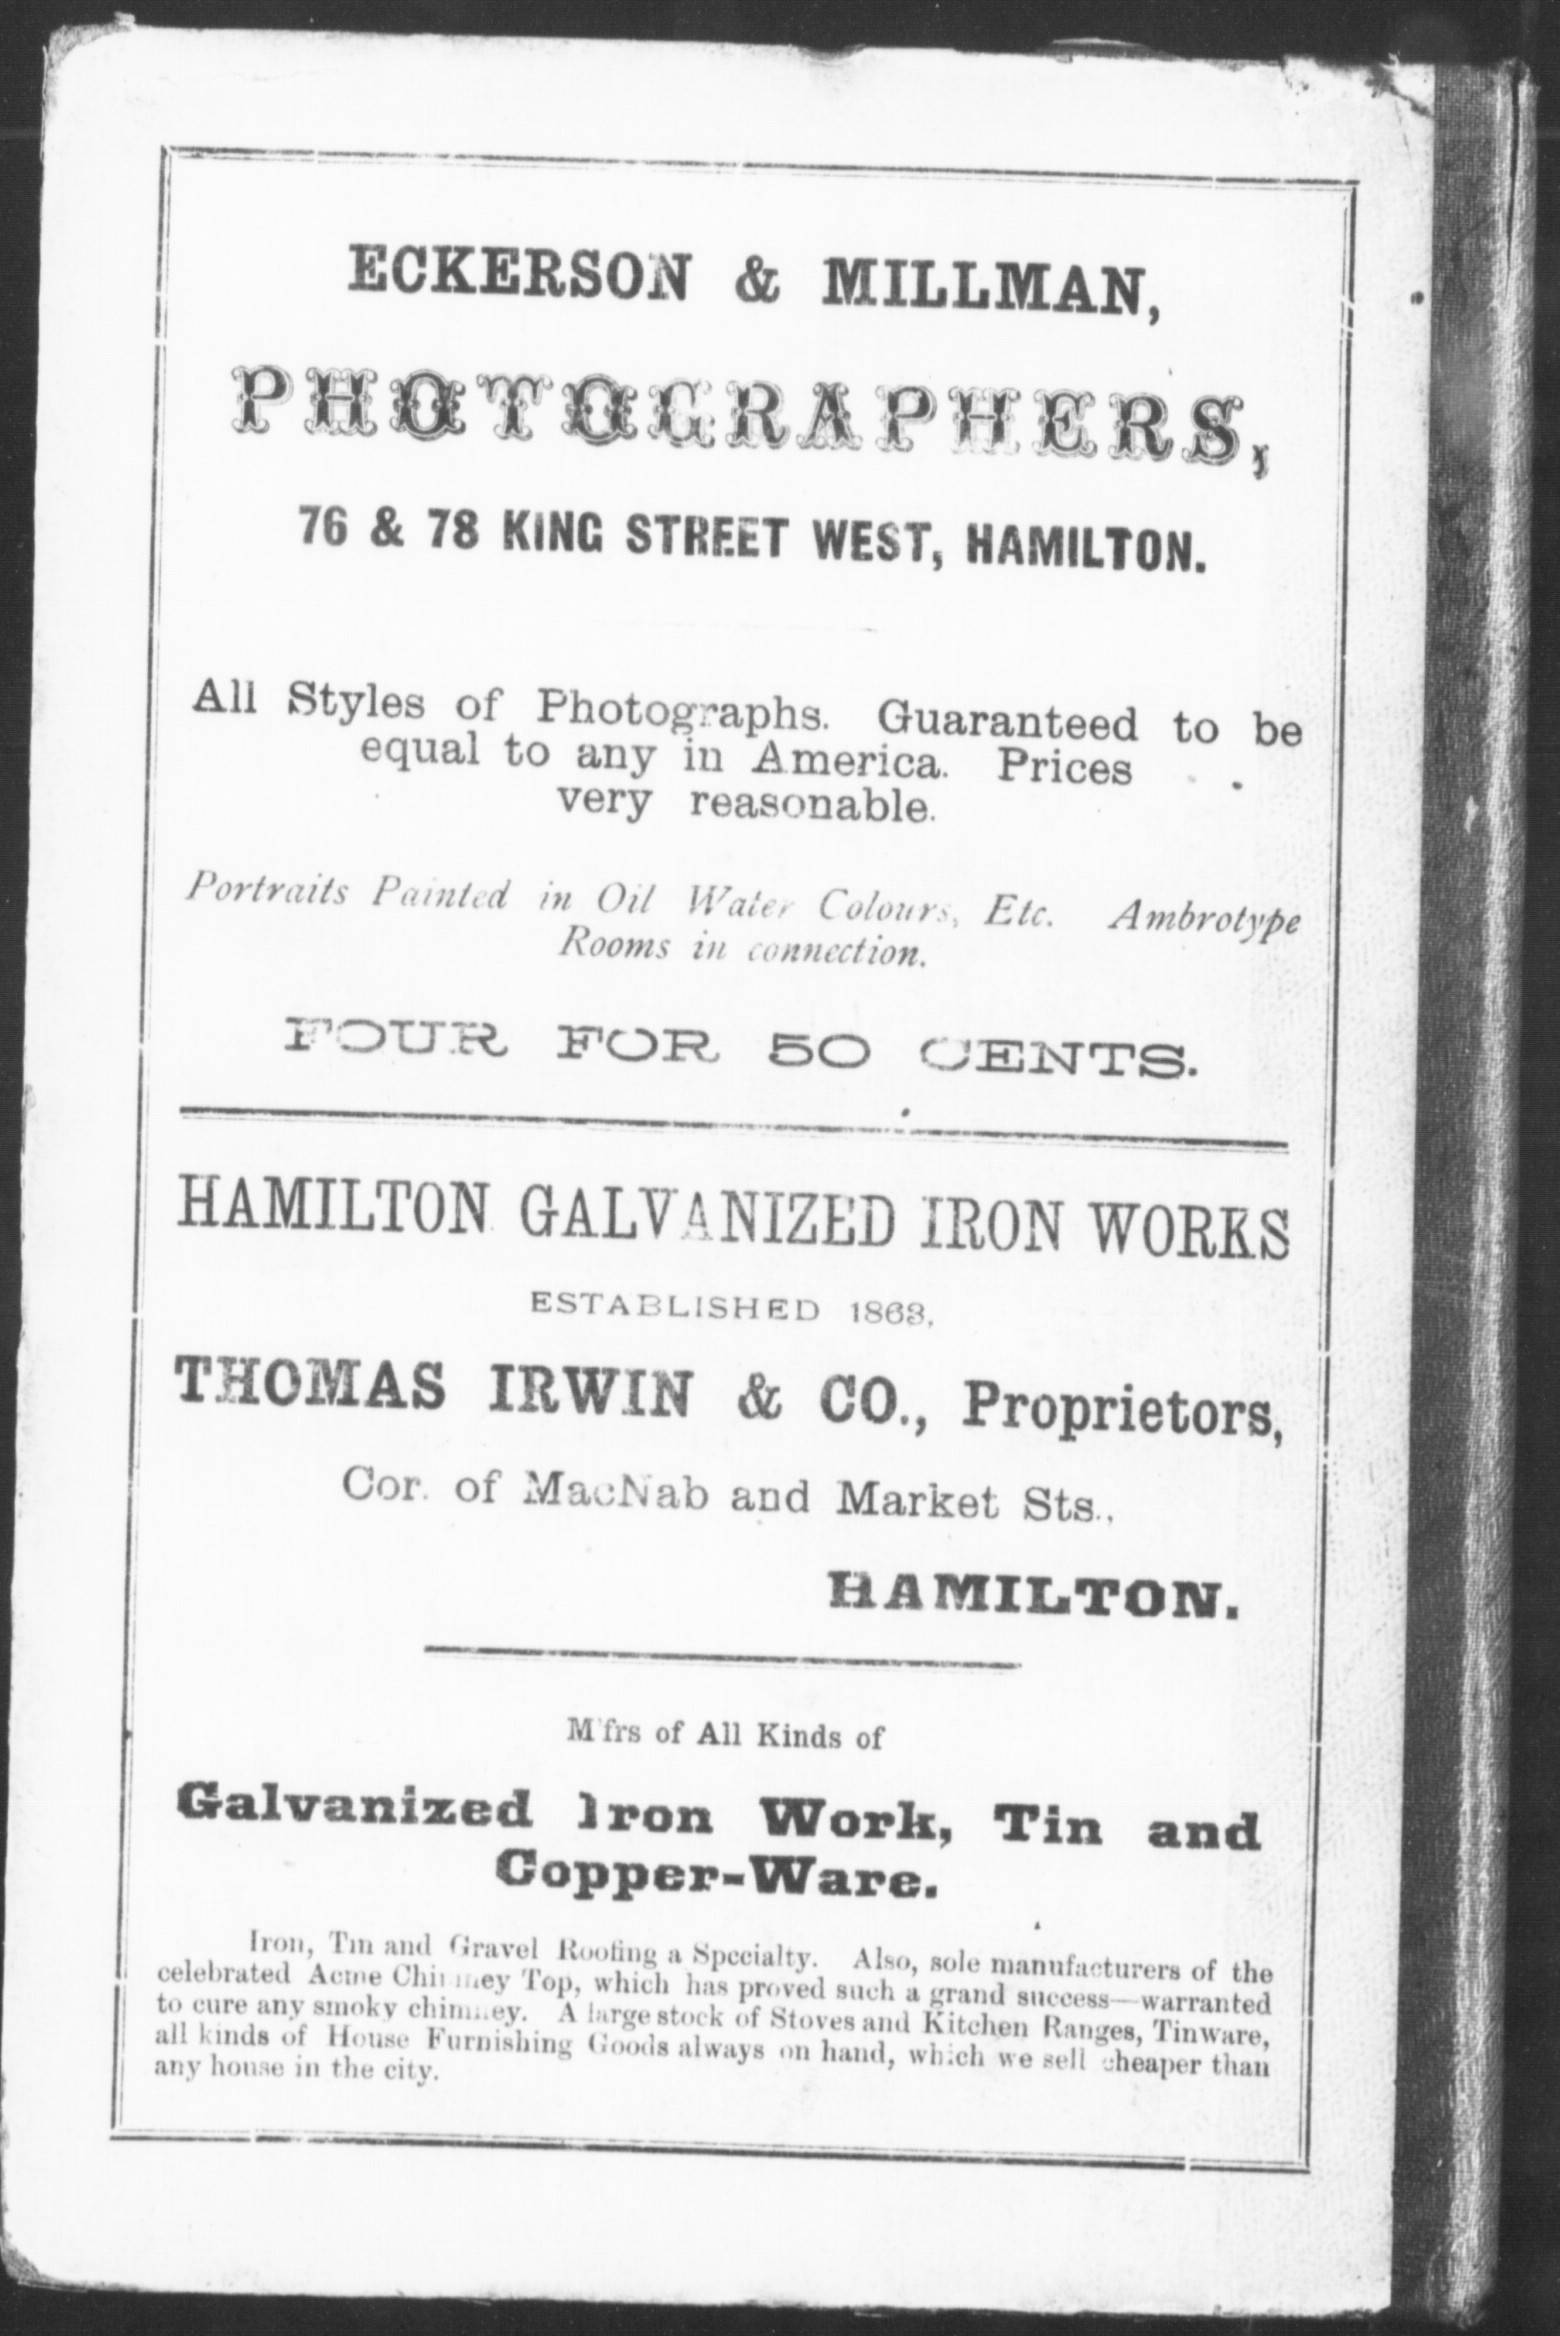 ECKERSON & MILLMAN,
PHOTOGRAPHERS,
76 & 78 KING STREET WEST, HAMILTON.
All Styles of Photographs. Guaranteed to be
equal to any in America. Prices
very reasonable.
Portraits Painted in Oil Water Colours, Etc. Ambrotype
Rooms in connection.
FOUR FOR 50 CENTS.
HAMILTON GALVANIZED IRON WORKS
ESTABLISHED 1863,
THOMAS IRWIN & CO., Proprietors,
Cor. of MacNab and Market Sts.,
HAMILTON.
M'frs of All Kinds of
Galvanized Iron Work, Tin and
Copper-Ware.
Iron, Tin and Gravel Roofing a Specialty. Also, sole manufacturers of the
celebrated Acme Chimney Top, which has proved such a grand success—warranted
to cure any smoky chimney. A large stock of Stoves and Kitchen Ranges, Tinware,
all kinds of House Furnishing Goods always on hand, which we sell cheaper than
any house in the city.